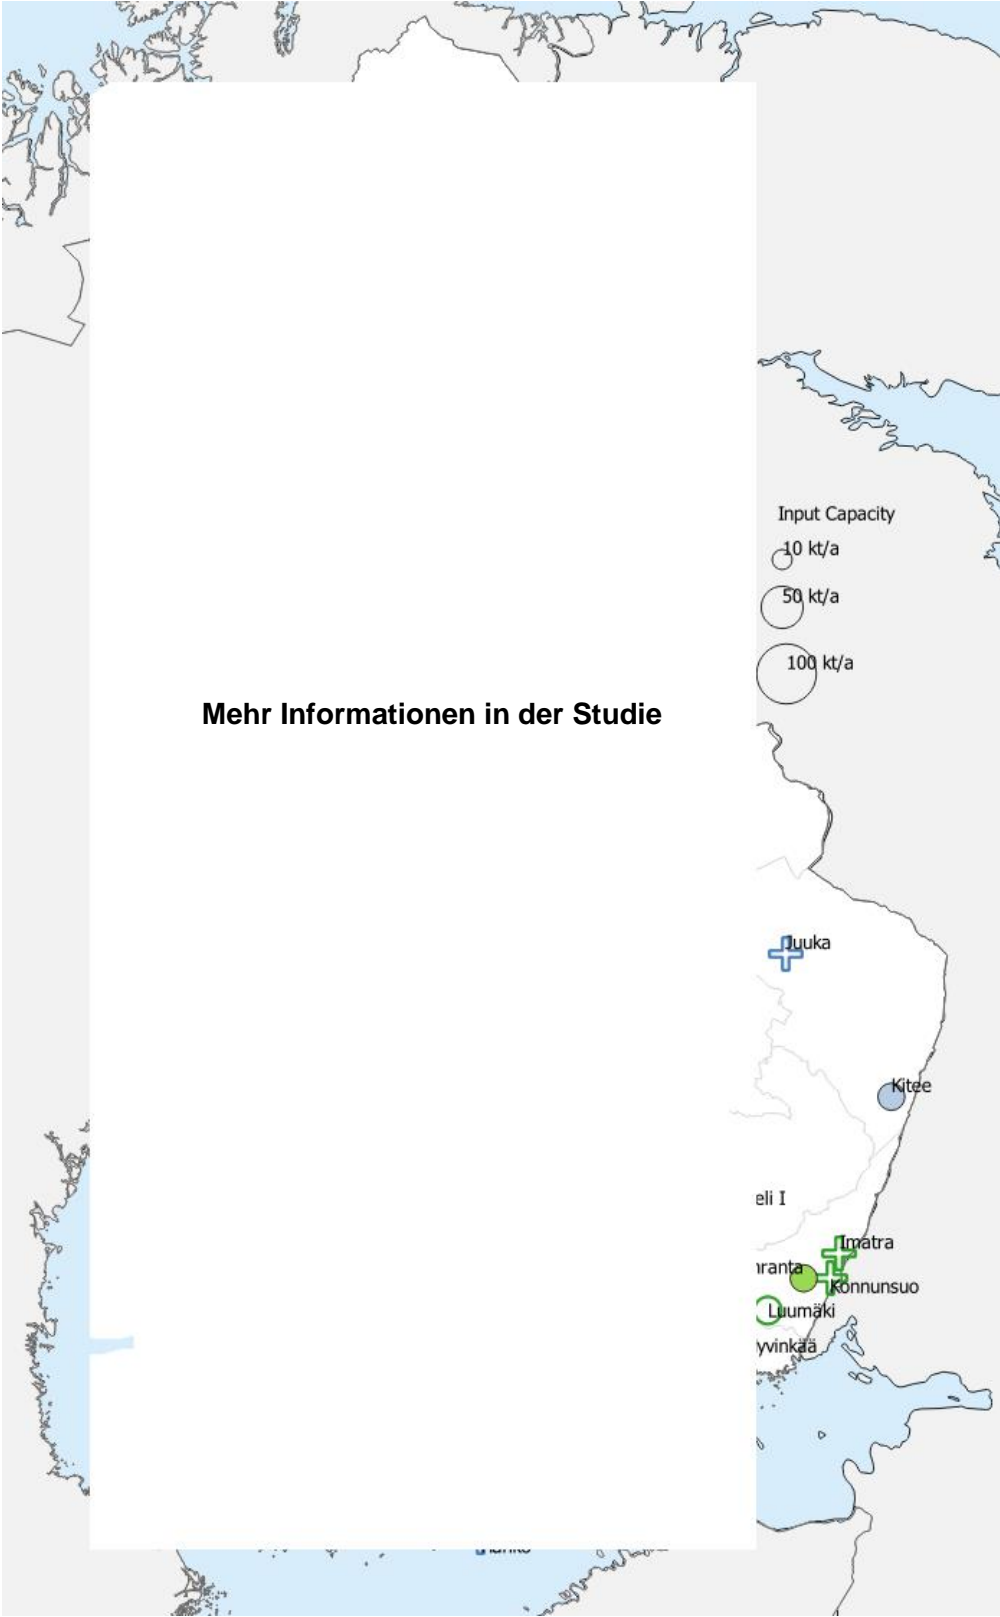 Input Capacity
10 kt/a
50 kt/a
100 kt/a
Mehr Informationen in der Studie
Juuka
Kitee
eli I
Imatra
nranta
Konnunsuo
Luumäki
yvinkää